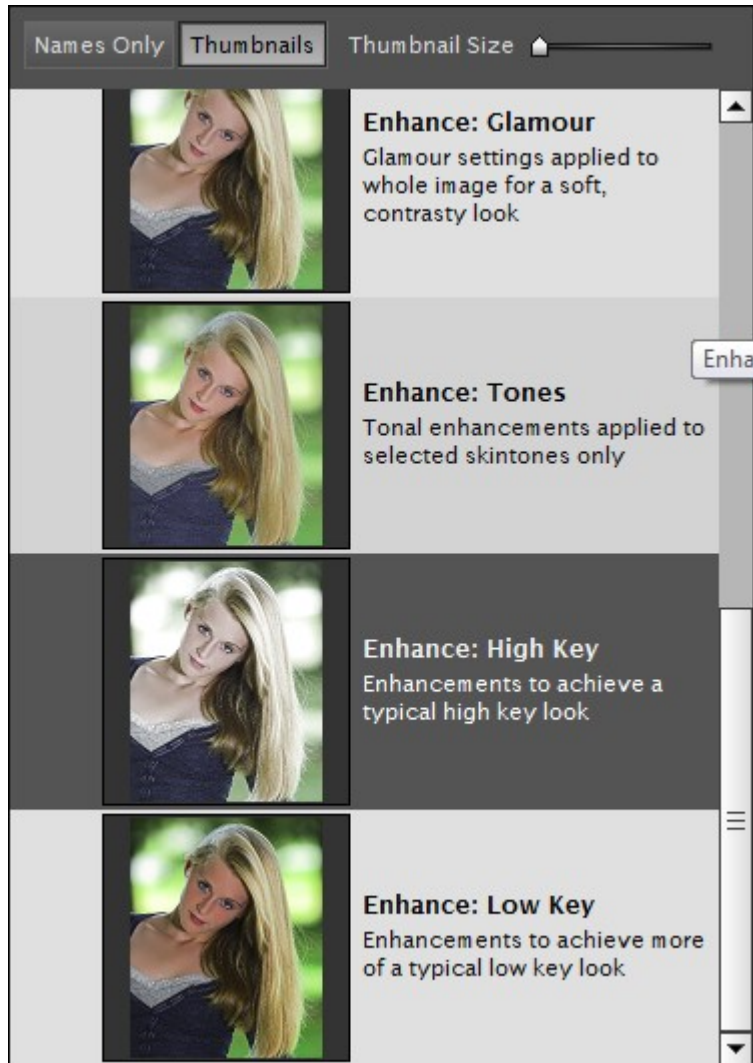 Names Only Thumbnails Thumbnail Size
Enhance: Glamour
Glamour settings applied to
whole image for a soft,
contrasty look
Enha
Enhance: Tones
Tonal enhancements applied to
selected skintones only
Enhance: High Key
Enhancements to achieve a
typical high key look
Enhance: Low Key
Enhancements to achieve more
of a typical low key look